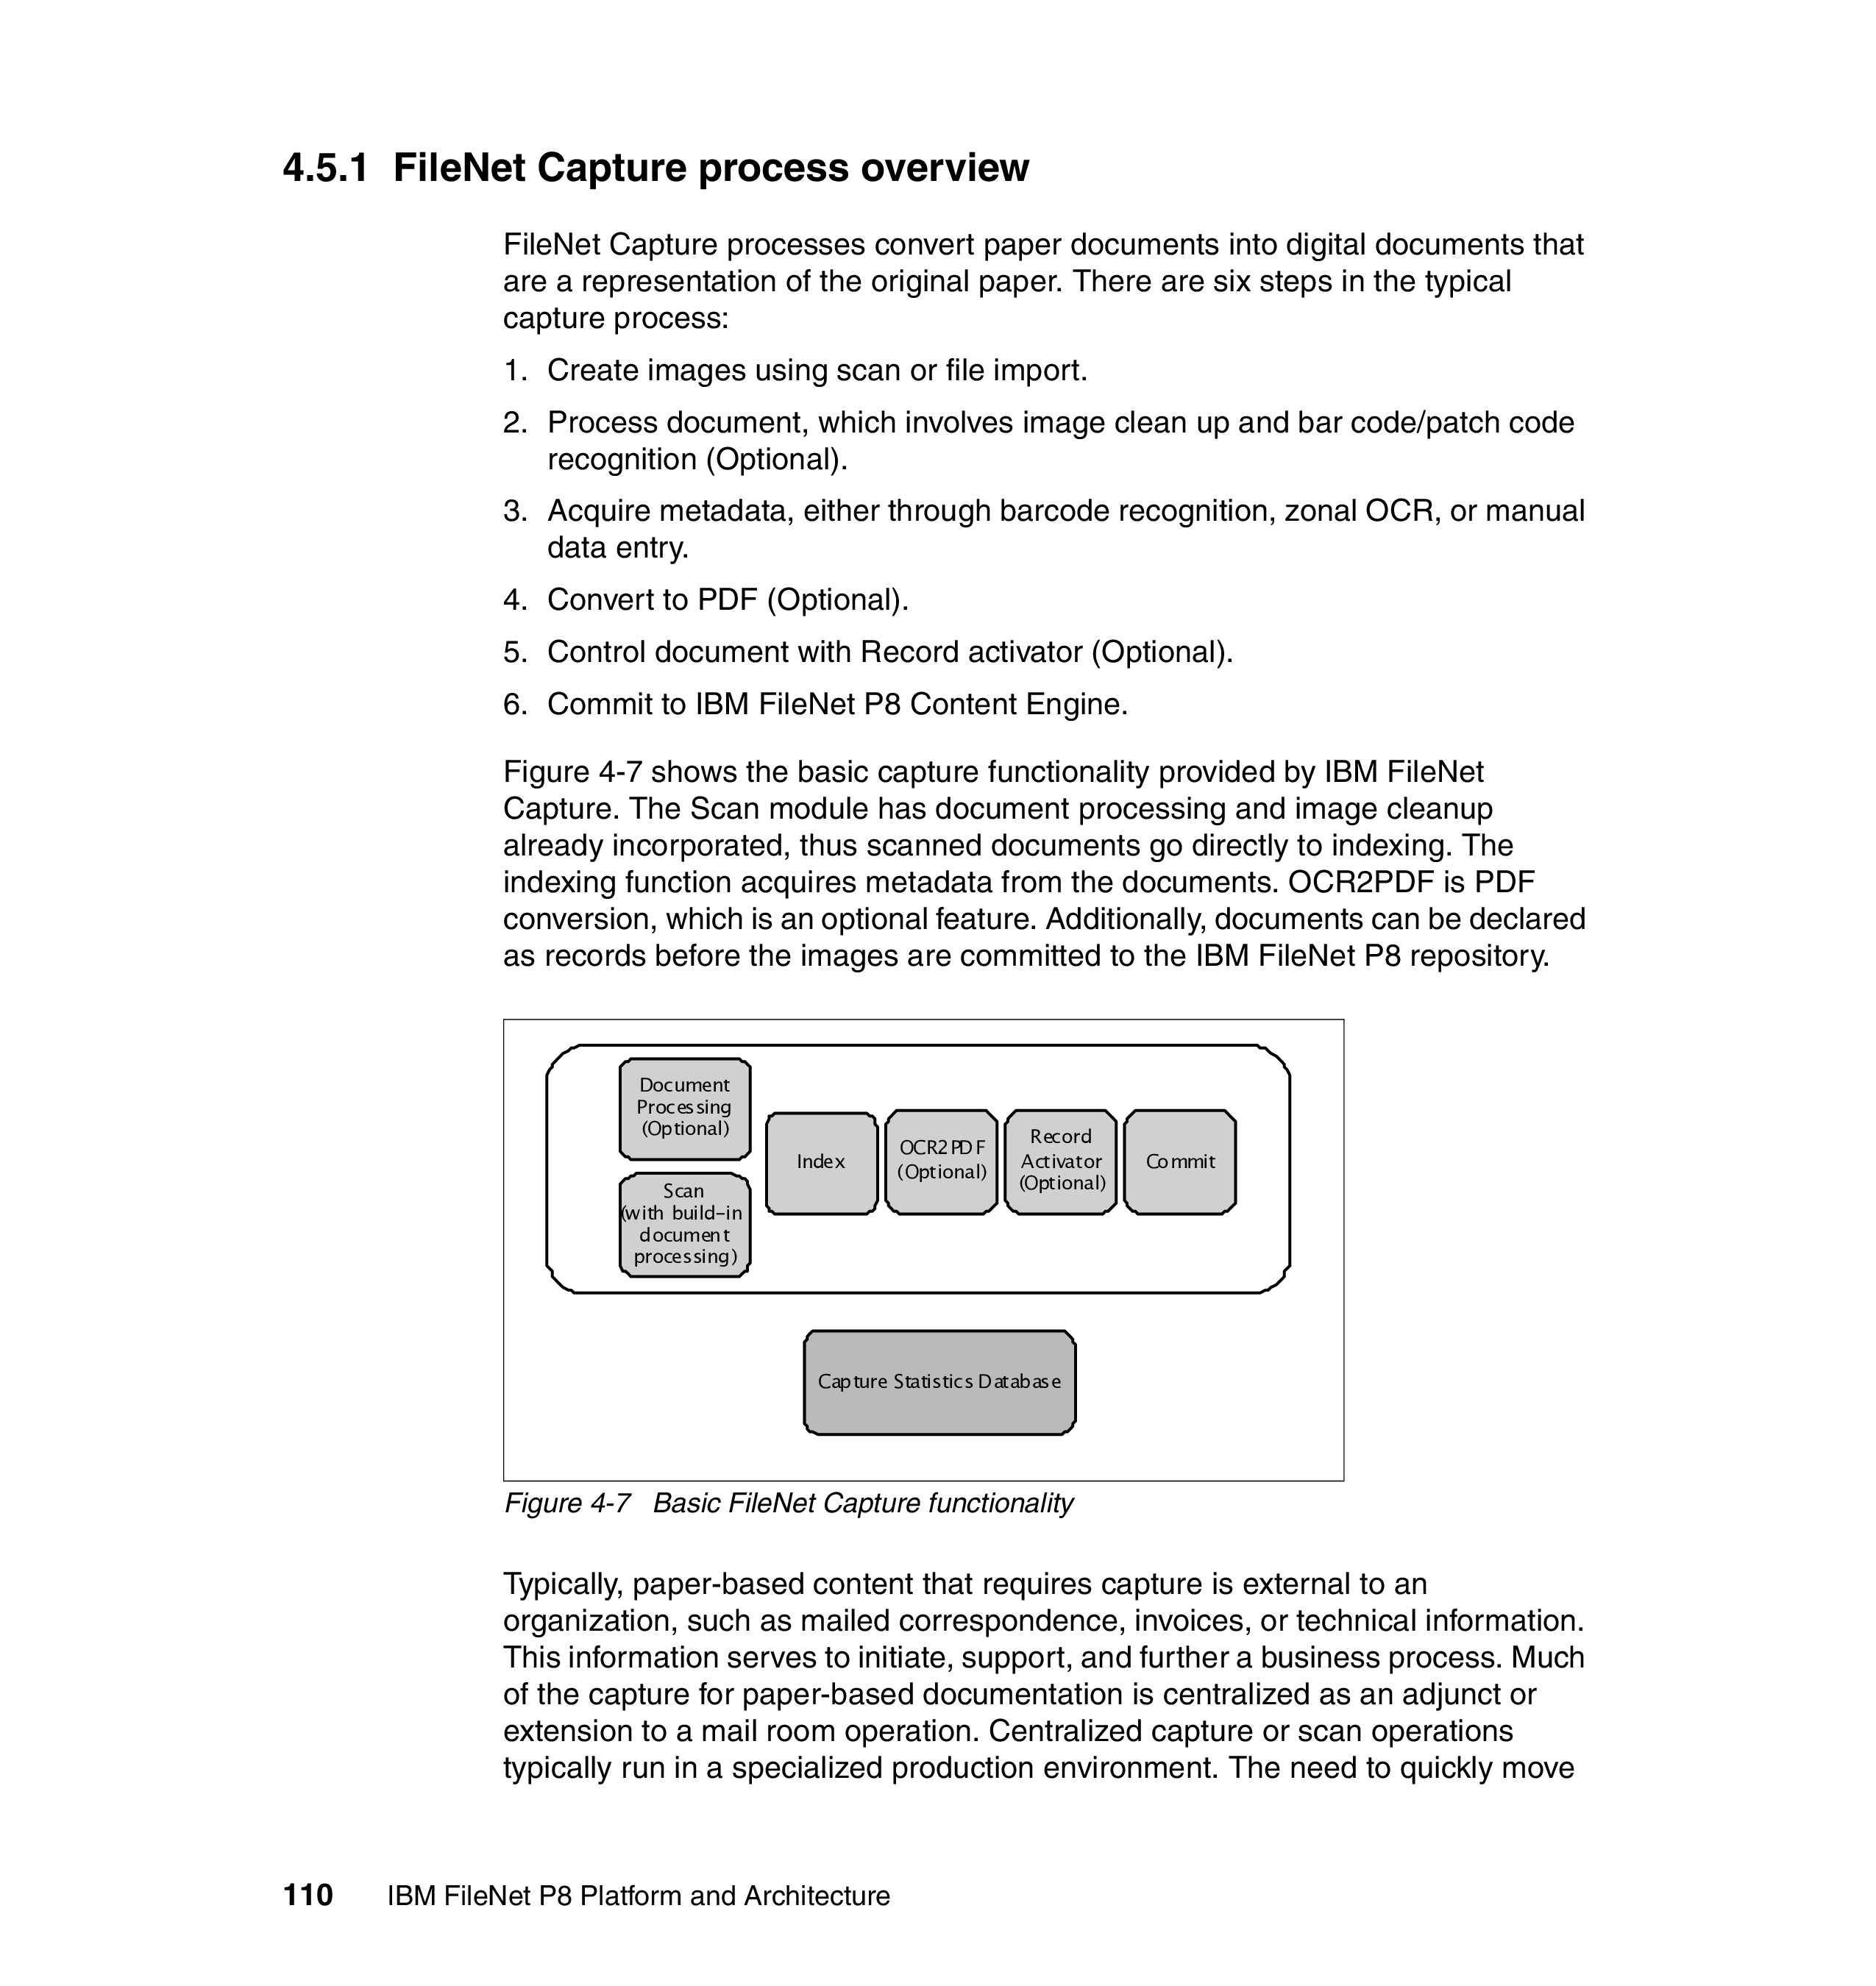 4.5.1 FileNet Capture process overview
FileNet Capture processes convert paper documents into digital documents that
are a representation of the original paper. There are six steps in the typical
capture process:
1. Create images using scan or file import.
2. Process document, which involves image clean up and bar code/patch code
recognition (Optional).
3. Acquire metadata, either through barcode recognition, zonal OCR, or manual
data entry.
4. Convert to PDF (Optional).
5. Control document with Record activator (Optional).
6. Commit to IBM FileNet P8 Content Engine.
Figure 4-7 shows the basic capture functionality provided by IBM FileNet
Capture. The Scan module has document processing and image cleanup
already incorporated, thus scanned documents go directly to indexing. The
indexing function acquires metadata from the documents. OCR2PDF is PDF
conversion, which is an optional feature. Additionally, documents can be declared
as records before the images are committed to the IBM FileNet P8 repository.
Document
Processing
(Optional)
Scan
(with build-in
document
processing)
Index
OCR2PDF
(Optional)
Record
Activator
(Optional)
Commit
Capture Statistics Database
Figure 4-7 Basic FileNet Capture functionality
Typically, paper-based content that requires capture is external to an
organization, such as mailed correspondence, invoices, or technical information.
This information serves to initiate, support, and further a business process. Much
of the capture for paper-based documentation is centralized as an adjunct or
extension to a mail room operation. Centralized capture or scan operations
typically run in a specialized production environment. The need to quickly move
110 IBM FileNet P8 Platform and Architecture